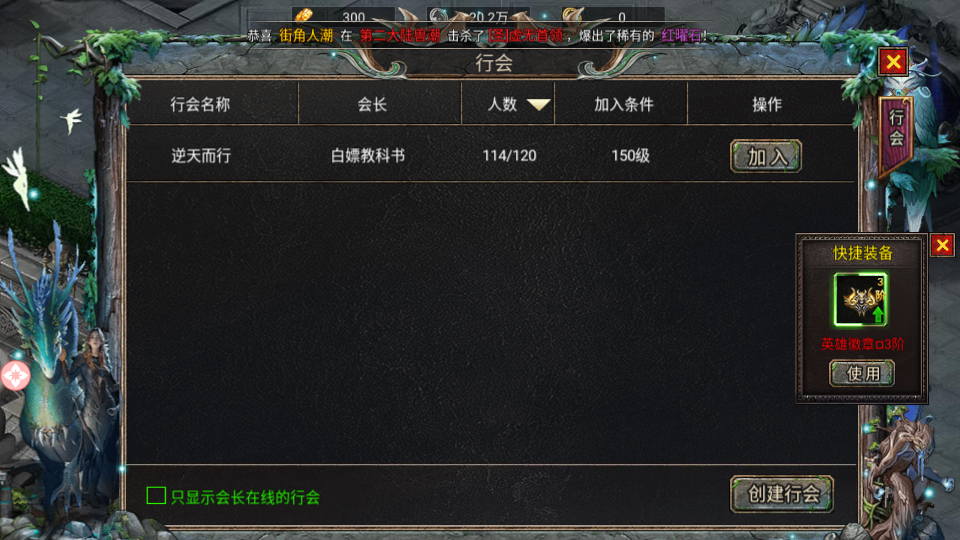 300 20.2万 0
恭喜 街角人潮 在 第二大陆兽潮 击杀了 [圣]虚无首领 ，爆出了稀有的 红曜石!
行会
行会
行会名称 会长 人数 加入条件 操作
逆天而行 白嫖教科书 114/120 150级 加入
快捷装备
3阶
英雄徽章¤3阶
使用
只显示会长在线的行会 创建行会